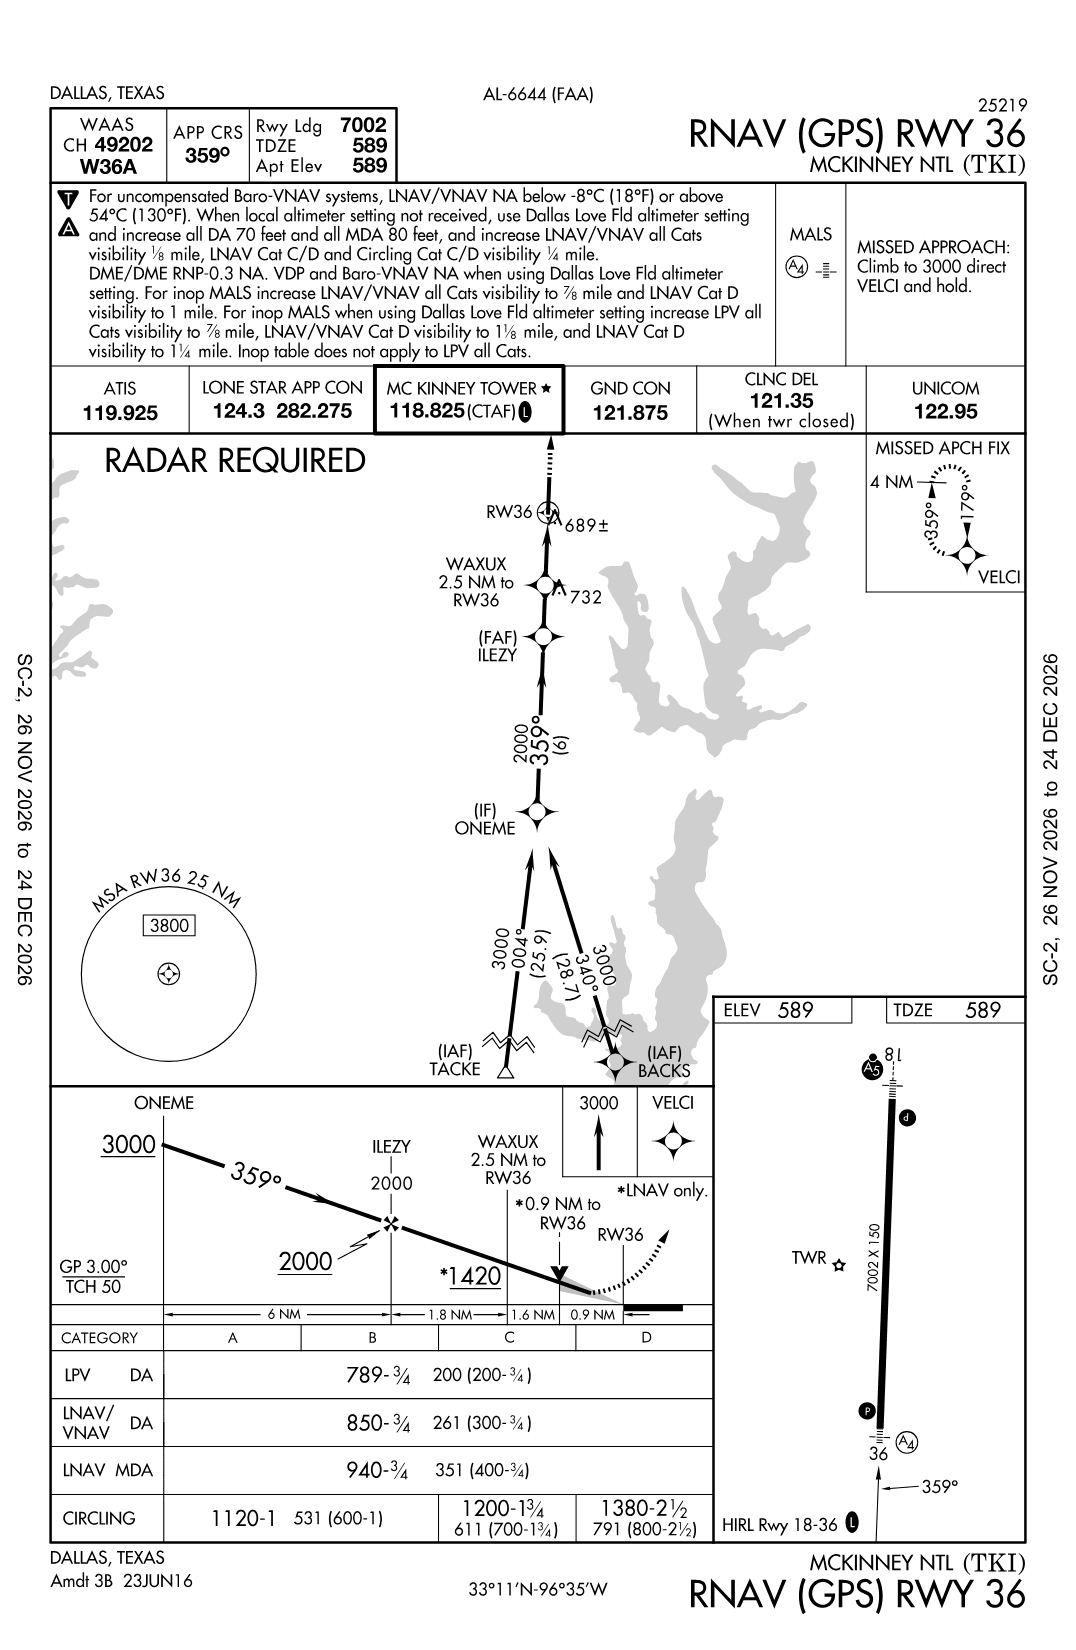 DALLAS, TEXAS
AL-6644 (FAA)
25219
WAAS
CH 49202
W36A
APP CRS
359°
Rwy Ldg 7002
TDZE 589
Apt Elev 589
RNAV (GPS) RWY 36
MCKINNEY NTL (TKI)
T
A
For uncompensated Baro-VNAV systems, LNAV/VNAV NA below -8°C (18°F) or above
54°C (130°F). When local altimeter setting not received, use Dallas Love Fld altimeter setting
and increase all DA 70 feet and all MDA 80 feet, and increase LNAV/VNAV all Cats
visibility ⅛ mile, LNAV Cat C/D and Circling Cat C/D visibility ¼ mile.
DME/DME RNP-0.3 NA. VDP and Baro-VNAV NA when using Dallas Love Fld altimeter
setting. For inop MALS increase LNAV/VNAV all Cats visibility to ⅞ mile and LNAV Cat D
visibility to 1 mile. For inop MALS when using Dallas Love Fld altimeter setting increase LPV all
Cats visibility to ⅞ mile, LNAV/VNAV Cat D visibility to 1⅛ mile, and LNAV Cat D
visibility to 1¼ mile. Inop table does not apply to LPV all Cats.
MALS
A4
MISSED APPROACH:
Climb to 3000 direct
VELCI and hold.
ATIS
119.925
LONE STAR APP CON
124.3 282.275
MC KINNEY TOWER ★
118.825 (CTAF) L
GND CON
121.875
CLNC DEL
121.35
(When twr closed)
UNICOM
122.95
RADAR REQUIRED
MISSED APCH FIX
4 NM
359°
179°
VELCI
RW36
689±
WAXUX
2.5 NM to
RW36
732
(FAF)
ILEZY
2000
359°
(6)
(IF)
ONEME
MSA RW36 25 NM
3800
3000
004°
(25.9)
3000
340°
(28.7)
(IAF)
TACKE
(IAF)
BACKS
SC-2, 26 NOV 2026 to 24 DEC 2026
SC-2, 26 NOV 2026 to 24 DEC 2026
ELEV 589
TDZE 589
18
A5
P
7002 X 150
TWR
P
36
A4
359°
HIRL Rwy 18-36 L
ONEME
3000
359°
ILEZY
2000
2000
WAXUX
2.5 NM to
RW36
3000
VELCI
*LNAV only.
*0.9 NM to
RW36
RW36
*1420
GP 3.00°
TCH 50
6 NM
1.8 NM
1.6 NM
0.9 NM
CATEGORY A B C D
LPV DA 789-¾ 200 (200-¾)
LNAV/
VNAV DA 850-¾ 261 (300-¾)
LNAV MDA 940-¾ 351 (400-¾)
CIRCLING 1120-1 531 (600-1)
1200-1¾
611 (700-1¾)
1380-2½
791 (800-2½)
DALLAS, TEXAS
Amdt 3B 23JUN16
33°11'N-96°35'W
MCKINNEY NTL (TKI)
RNAV (GPS) RWY 36